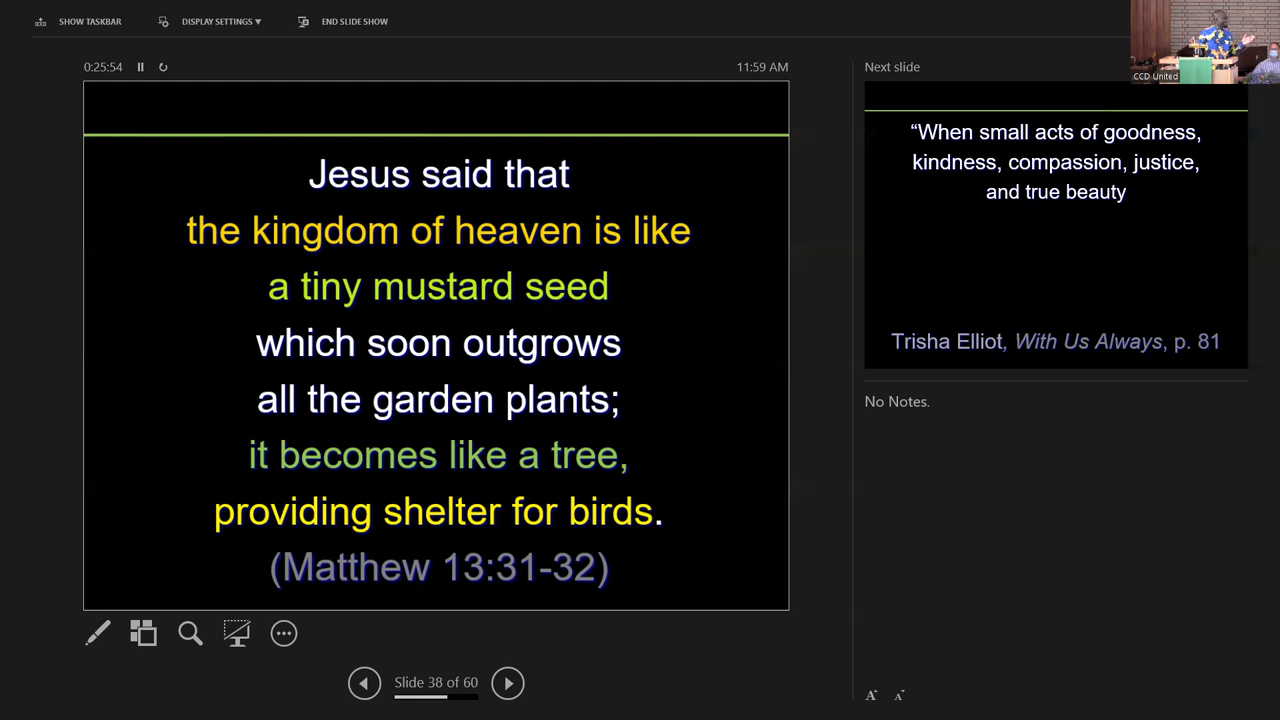 SHOW TASKBAR
DISPLAY SETTINGS ▾
END SLIDE SHOW
0:25:54
11:59 AM
Jesus said that
the kingdom of heaven is like
a tiny mustard seed
which soon outgrows
all the garden plants;
it becomes like a tree,
providing shelter for birds.
(Matthew 13:31-32)
Slide 38 of 60
CCD United
Next slide
“When small acts of goodness,
kindness, compassion, justice,
and true beauty
Trisha Elliot, With Us Always, p. 81
No Notes.
A A